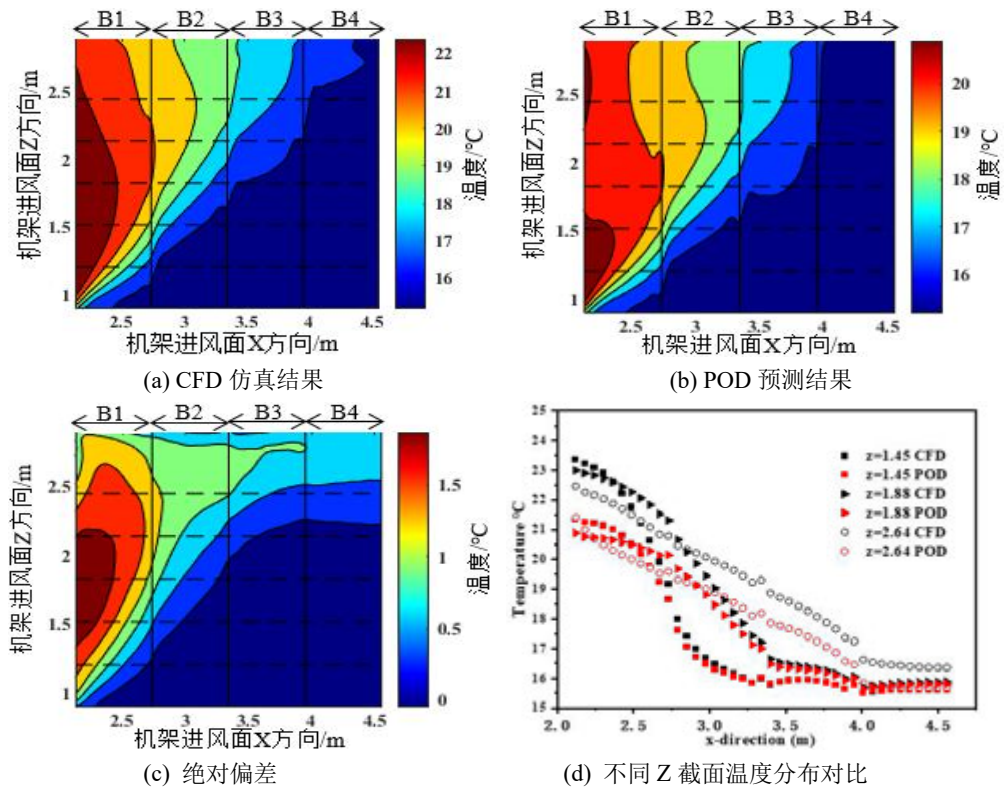 B1 B2 B3 B4
机架进风面Z方向/m
2.5
2
1.5
1
2.5 3 3.5 4 4.5
机架进风面X方向/m
22
21
20
19
18
17
16
温度/°C
(a) CFD 仿真结果
B1 B2 B3 B4
机架进风面Z方向/m
2.5
2
1.5
1
2.5 3 3.5 4 4.5
机架进风面X方向/m
20
19
18
17
16
温度/°C
(b) POD 预测结果
B1 B2 B3 B4
机架进风面Z方向/m
2.5
2
1.5
1
2.5 3 3.5 4 4.5
机架进风面X方向/m
1.5
1
0.5
0
温度/°C
(c) 绝对偏差
Temperature °C
25
24
23
22
21
20
19
18
17
16
15
z=1.45 CFD
z=1.45 POD
z=1.88 CFD
z=1.88 POD
z=2.64 CFD
z=2.64 POD
2.0 2.5 3.0 3.5 4.0 4.5
x-direction (m)
(d) 不同 Z 截面温度分布对比